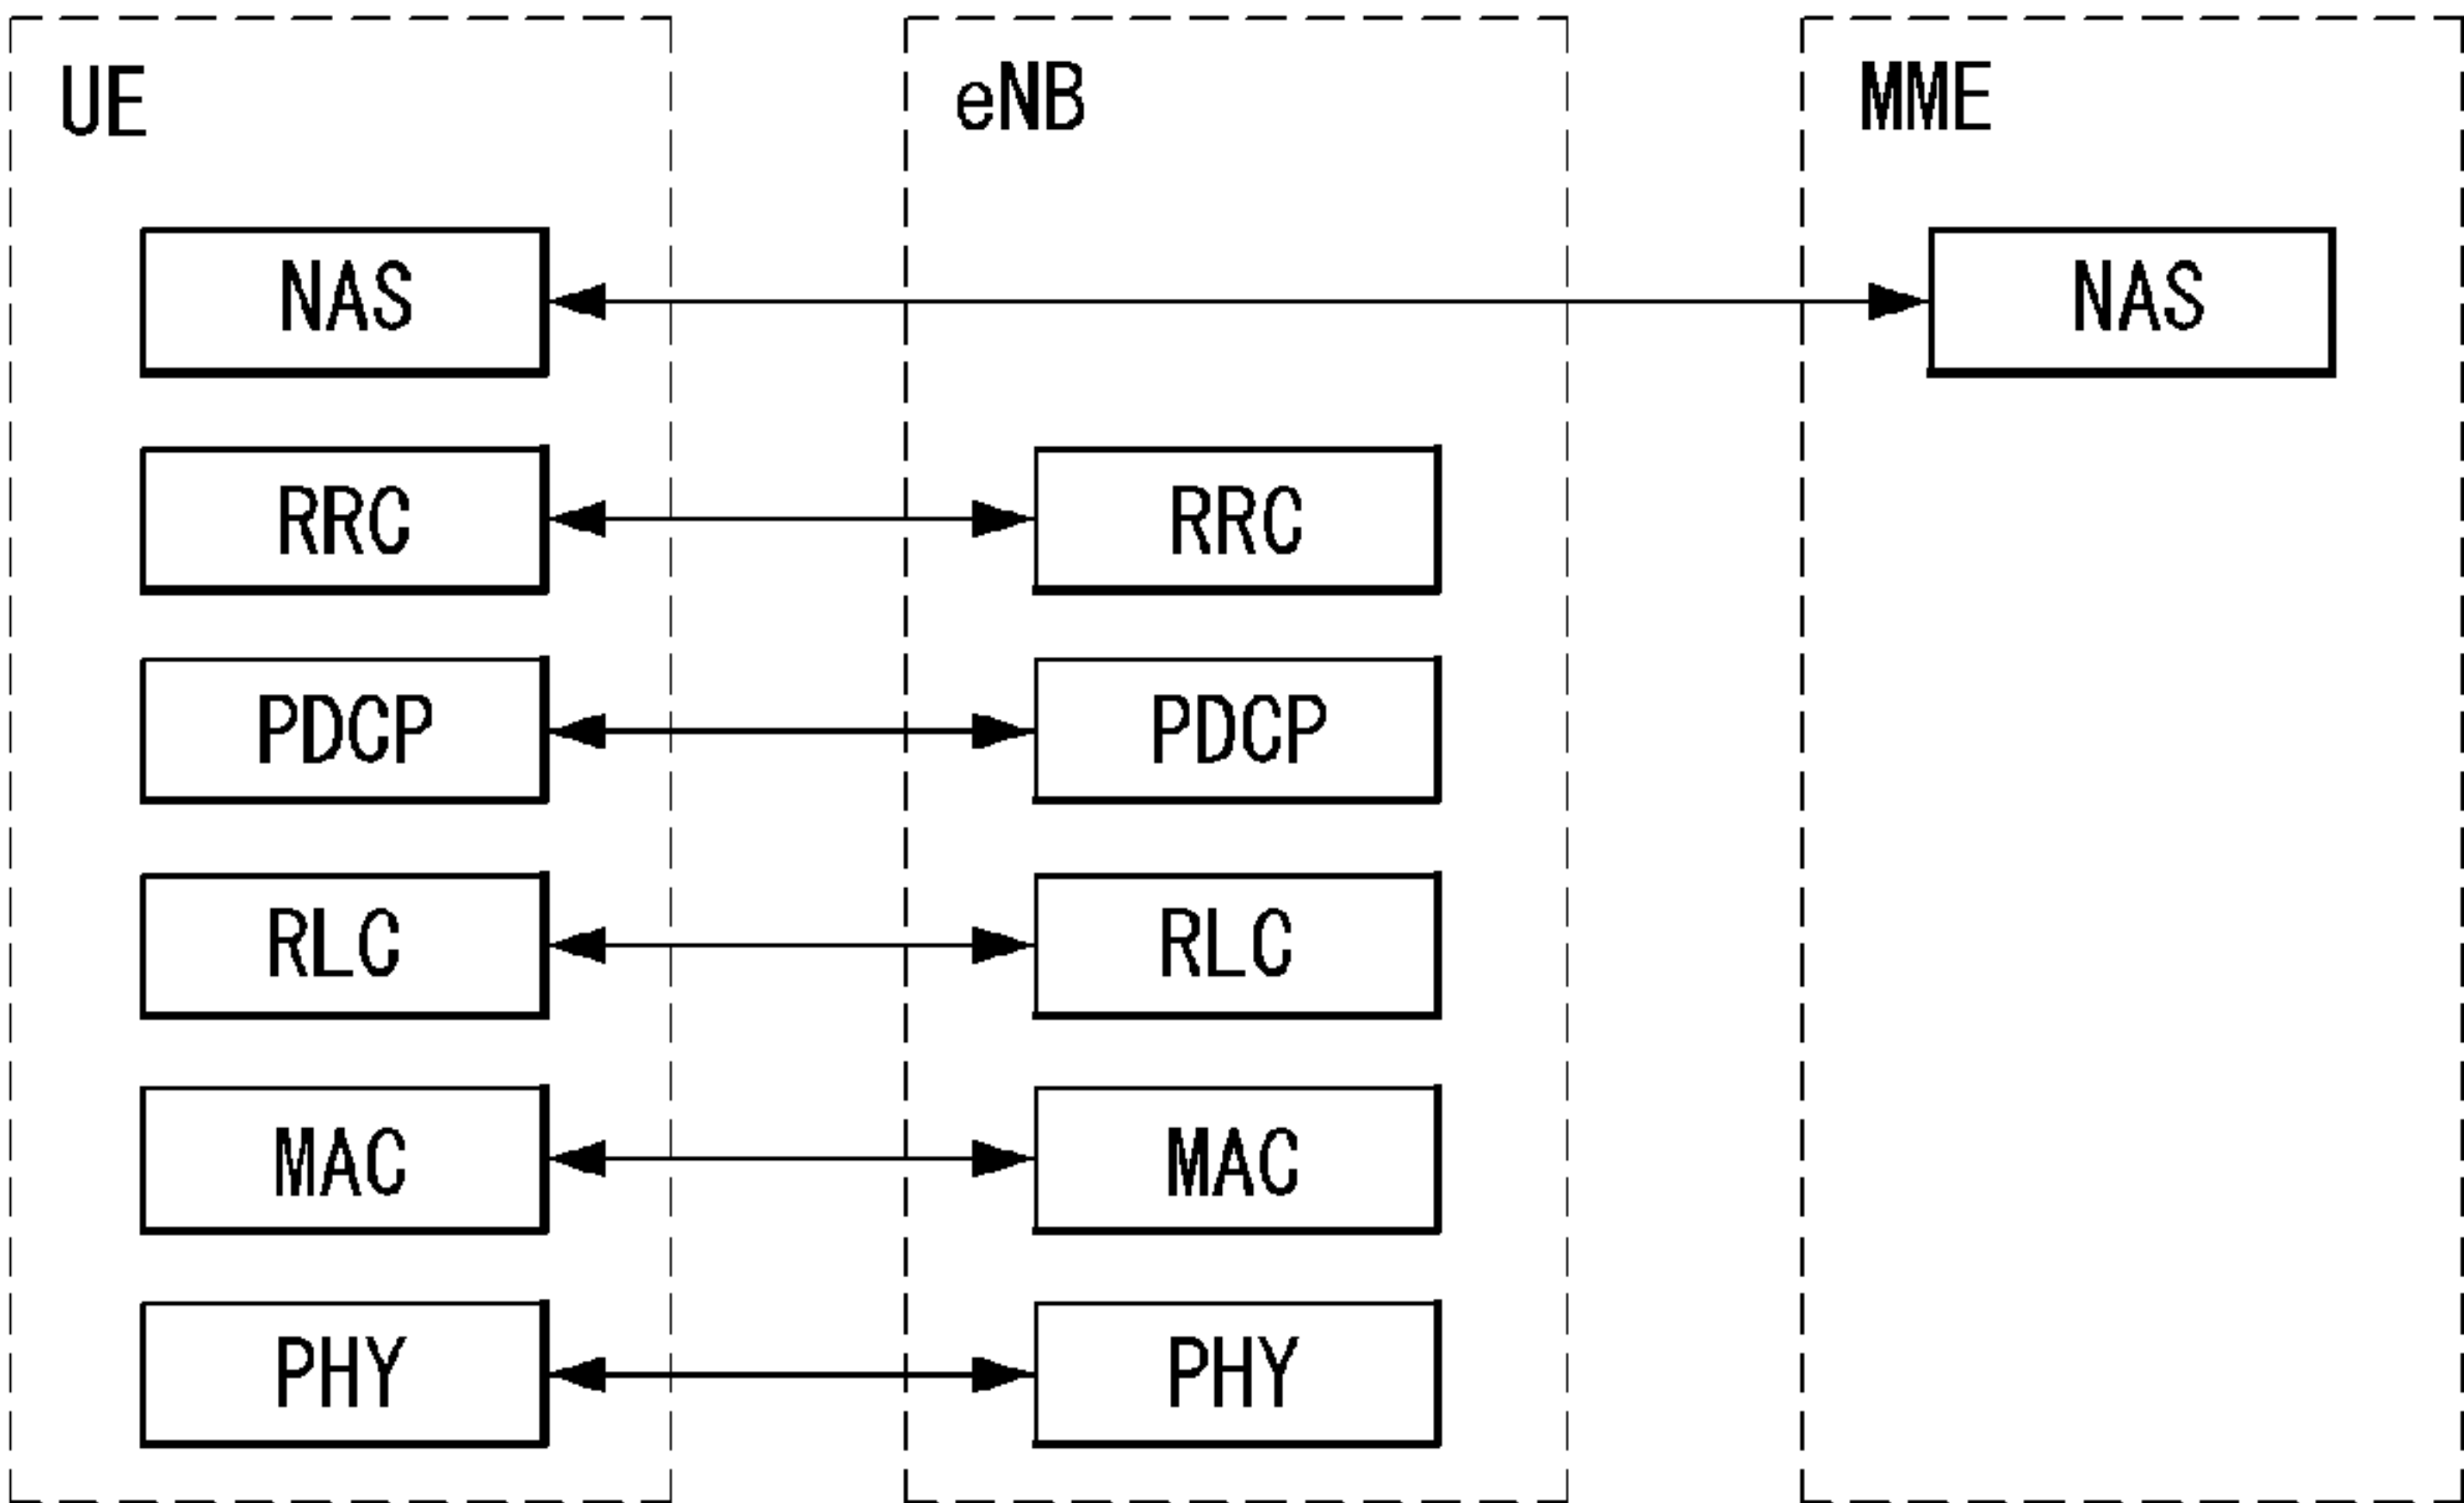 UE
eNB
MME
NAS
NAS
RRC
RRC
PDCP
PDCP
RLC
RLC
MAC
MAC
PHY
PHY